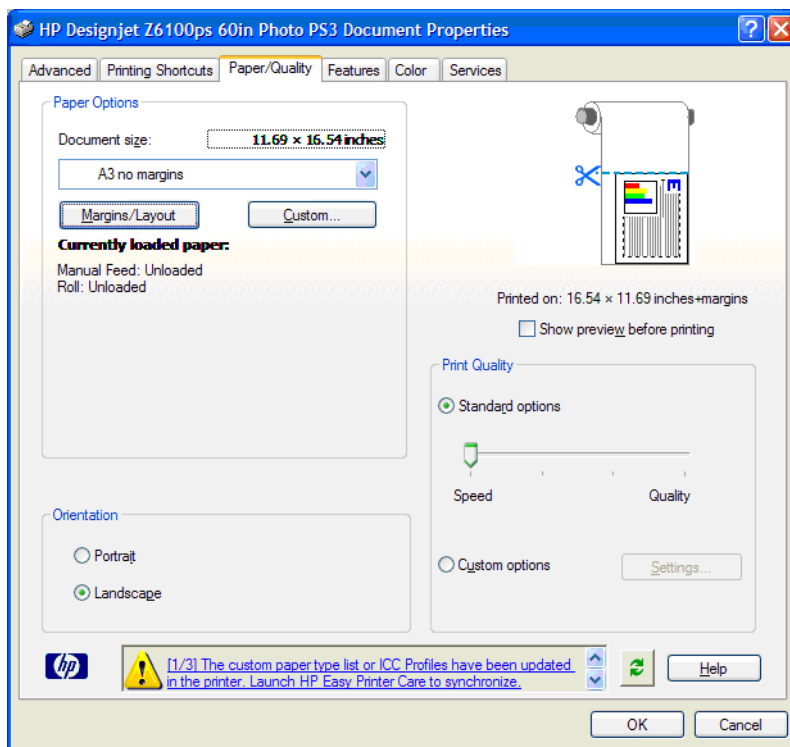 HP Designjet Z6100ps 60in Photo PS3 Document Properties
Advanced
Printing Shortcuts
Paper/Quality
Features
Color
Services
Paper Options
Document size:
11.69 × 16.54 inches
A3 no margins
Margins/Layout
Custom...
Currently loaded paper:
Manual Feed: Unloaded
Roll: Unloaded
Printed on: 16.54 × 11.69 inches+margins
Show preview before printing
Print Quality
Standard options
Speed
Quality
Custom options
Settings...
Orientation
Portrait
Landscape
hp
[1/3] The custom paper type list or ICC Profiles have been updated
in the printer. Launch HP Easy Printer Care to synchronize.
Help
OK
Cancel